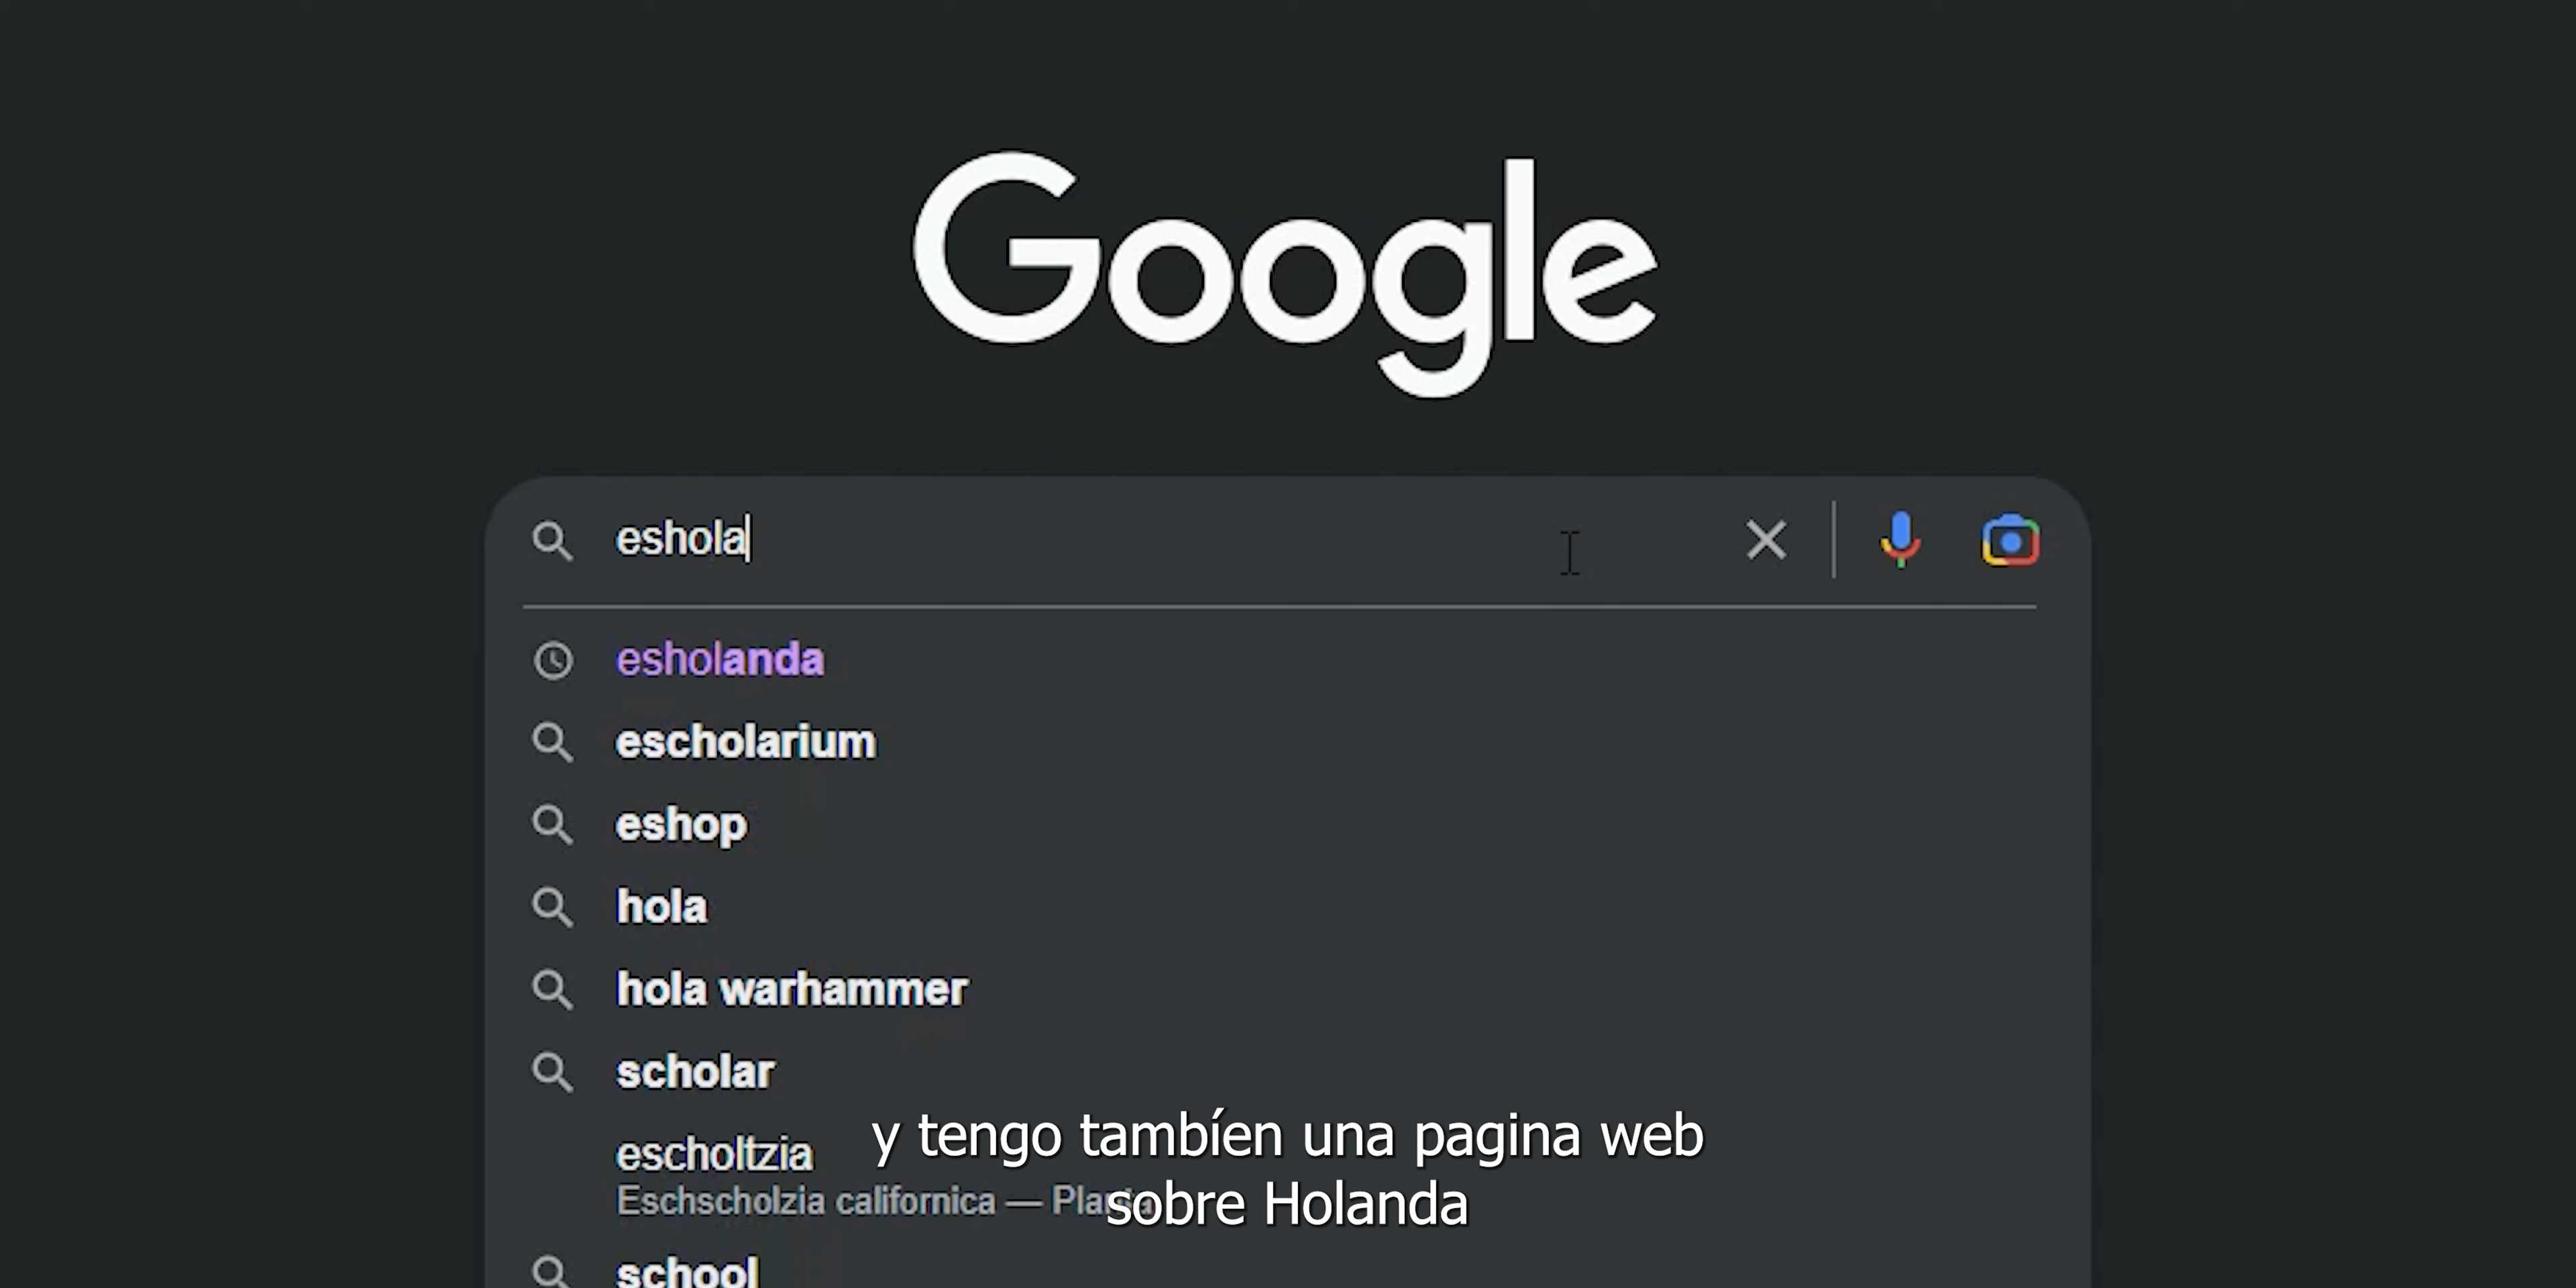 Google
eshola
esholanda
escholarium
eshop
hola
hola warhammer
scholar
escholtzia
Eschscholzia californica — Planta
school
y tengo tambíen una pagina web
sobre Holanda